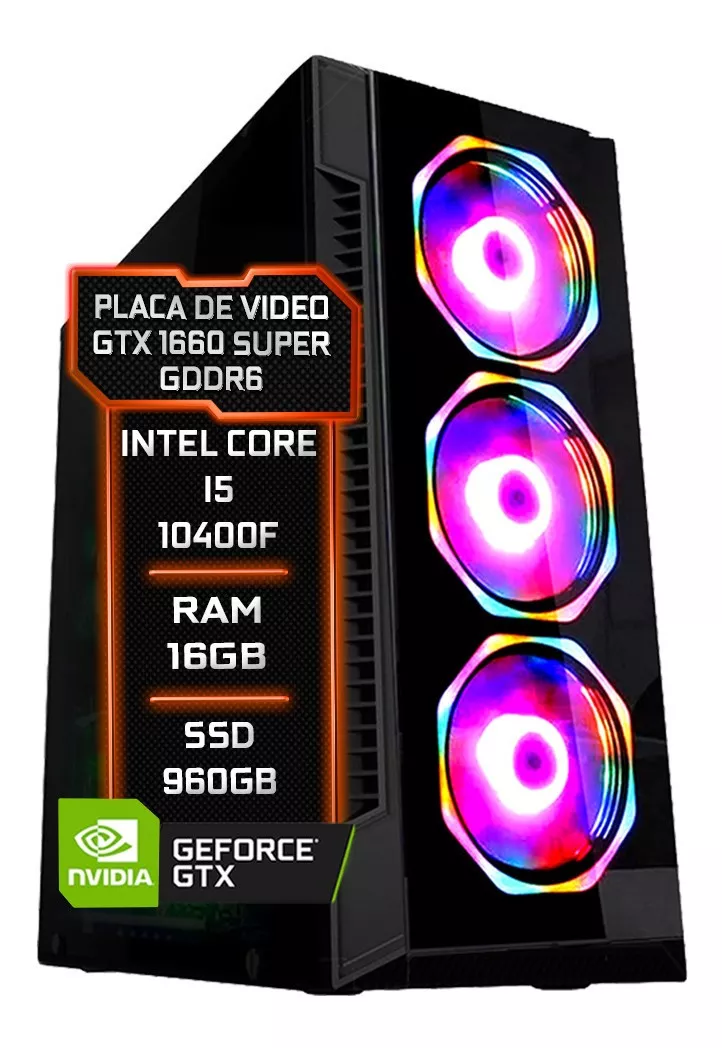 PLACA DE VIDEO
GTX 1660 SUPER
GDDR6
INTEL CORE
I5
10400F
RAM
16GB
SSD
960GB
NVIDIA
GEFORCE
GTX